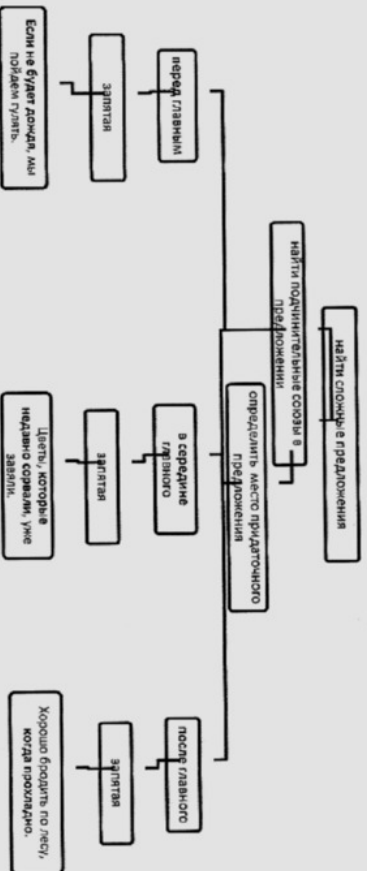 найти сложные предложения
найти подчинительные союзы в
предложении
определить место придаточного
предложения
перед главным
запятая
Если не будет дождя, мы
пойдем гулять.
в середине
главного
запятая
Цветы, которые
недавно сорвали, уже
завяли.
после главного
запятая
Хорошо бродить по лесу,
когда прохладно.